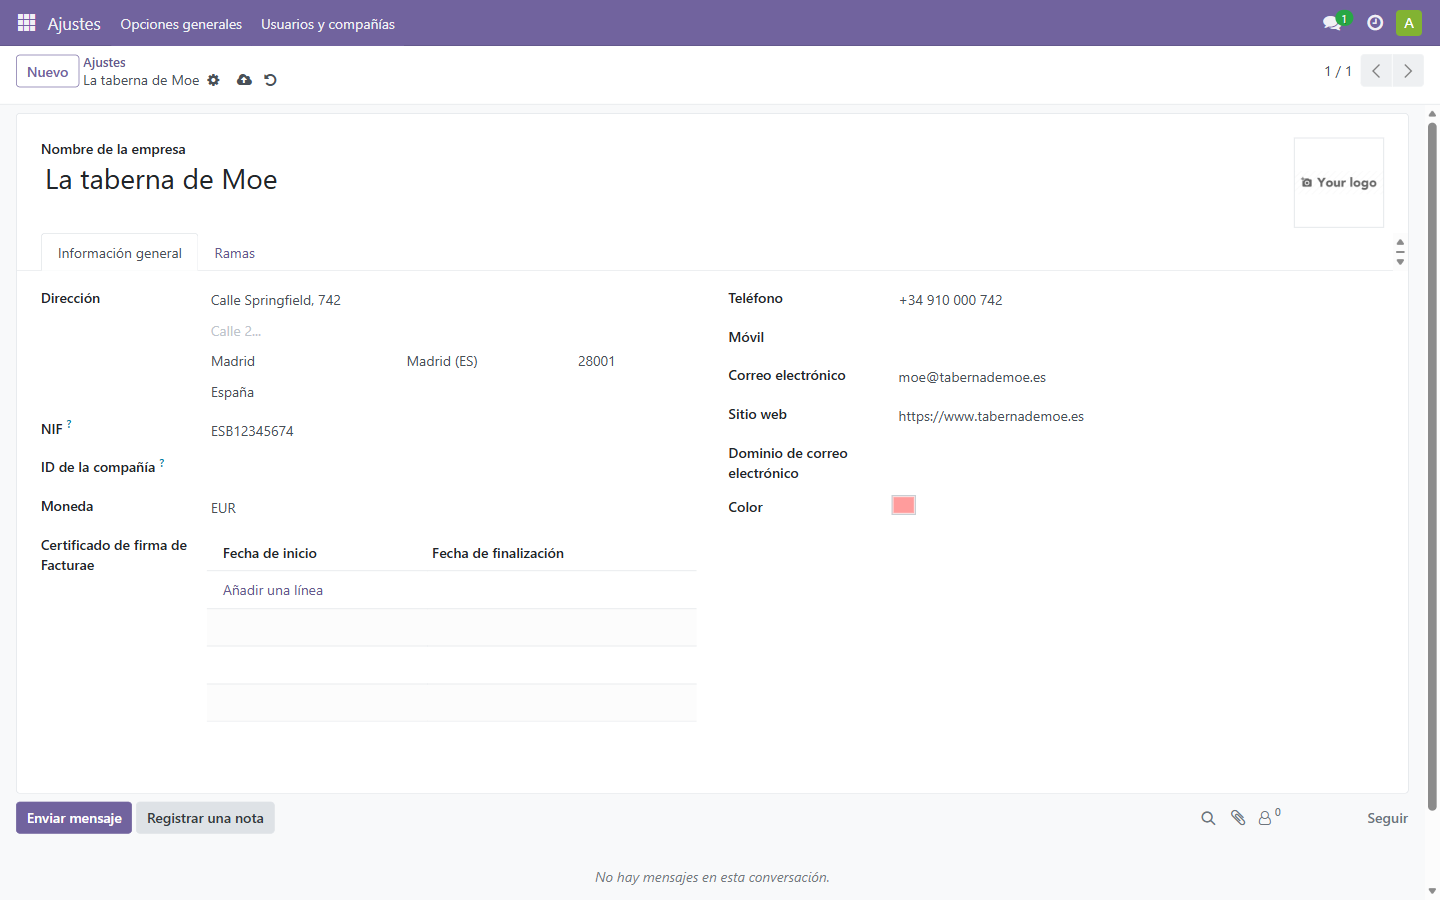 Ajustes Opciones generales Usuarios y compañías 1 A
Nuevo
Ajustes
La taberna de Moe
1 / 1
Nombre de la empresa
La taberna de Moe
Your logo
Información general Ramas
Dirección Calle Springfield, 742
Calle 2...
Madrid Madrid (ES) 28001
España
NIF ? ESB12345674
ID de la compañía ?
Moneda EUR
Certificado de firma de Facturae
Fecha de inicio Fecha de finalización
Añadir una línea
Teléfono +34 910 000 742
Móvil
Correo electrónico moe@tabernademoe.es
Sitio web https://www.tabernademoe.es
Dominio de correo
electrónico
Color
Enviar mensaje Registrar una nota 0 Seguir
No hay mensajes en esta conversación.